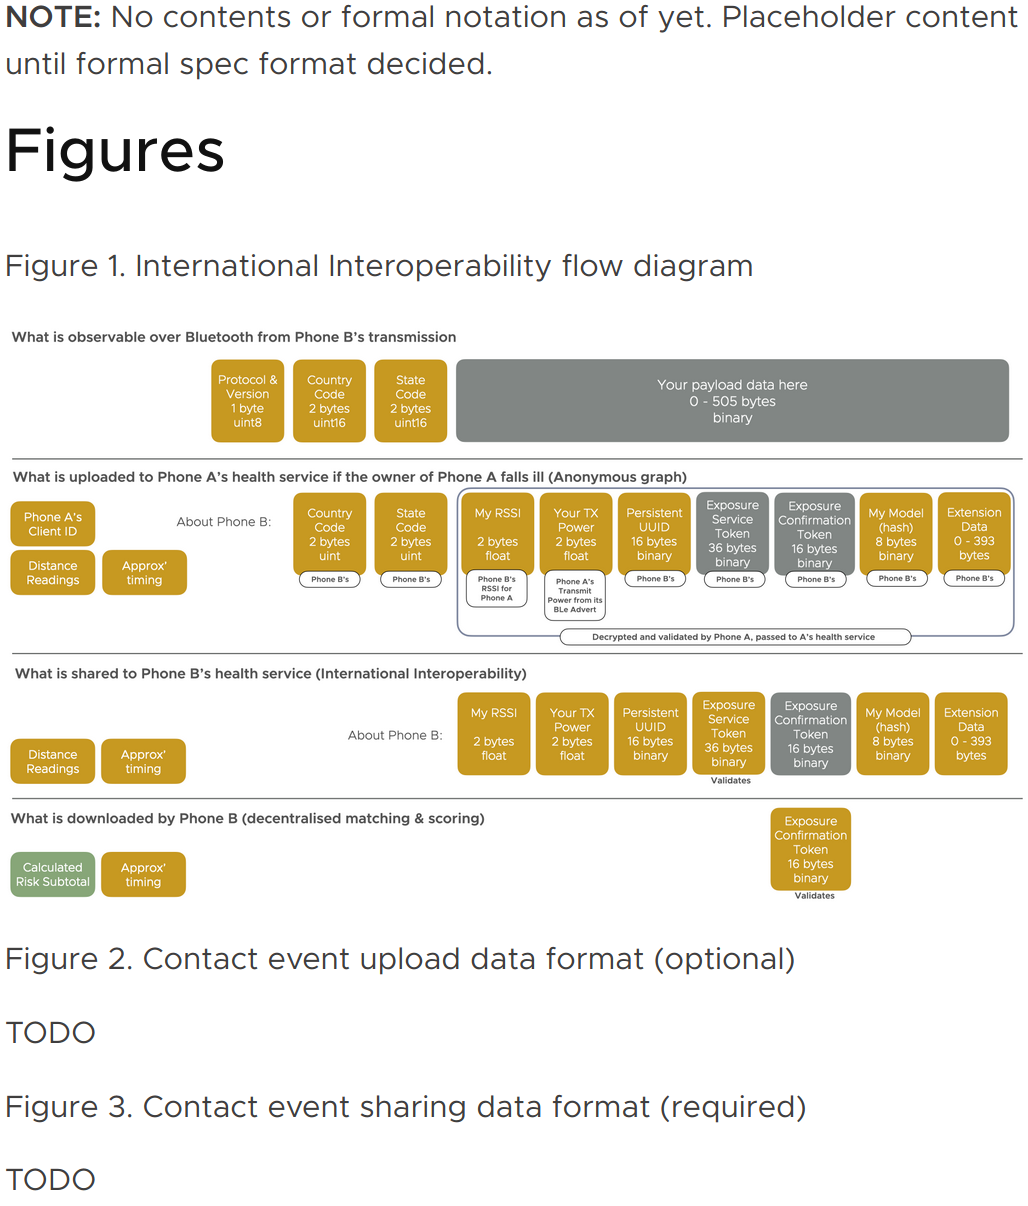 NOTE: No contents or formal notation as of yet. Placeholder content
until formal spec format decided.
Figures
Figure 1. International Interoperability flow diagram
What is observable over Bluetooth from Phone B's transmission
Protocol &
Version
1 byte
uint8
Country
Code
2 bytes
uint16
State
Code
2 bytes
uint16
Your payload data here
0 - 505 bytes
binary
What is uploaded to Phone A's health service if the owner of Phone A falls ill (Anonymous graph)
Phone A's
Client ID
Distance
Readings
Approx'
timing
About Phone B:
Country
Code
2 bytes
uint
Phone B's
State
Code
2 bytes
uint
Phone B's
My RSSI
2 bytes
float
Phone B's
RSSI for
Phone A
Your TX
Power
2 bytes
float
Phone A's
Transmit
Power from its
BLe Advert
Persistent
UUID
16 bytes
binary
Phone B's
Exposure
Service
Token
36 bytes
binary
Phone B's
Exposure
Confirmation
Token
16 bytes
binary
Phone B's
My Model
(hash)
8 bytes
binary
Phone B's
Extension
Data
0 - 393
bytes
Phone B's
Decrypted and validated by Phone A, passed to A's health service
What is shared to Phone B's health service (International Interoperability)
Distance
Readings
Approx'
timing
About Phone B:
My RSSI
2 bytes
float
Your TX
Power
2 bytes
float
Persistent
UUID
16 bytes
binary
Exposure
Service
Token
36 bytes
binary
Validates
Exposure
Confirmation
Token
16 bytes
binary
My Model
(hash)
8 bytes
binary
Extension
Data
0 - 393
bytes
What is downloaded by Phone B (decentralised matching & scoring)
Calculated
Risk Subtotal
Approx'
timing
Exposure
Confirmation
Token
16 bytes
binary
Validates
Figure 2. Contact event upload data format (optional)
TODO
Figure 3. Contact event sharing data format (required)
TODO